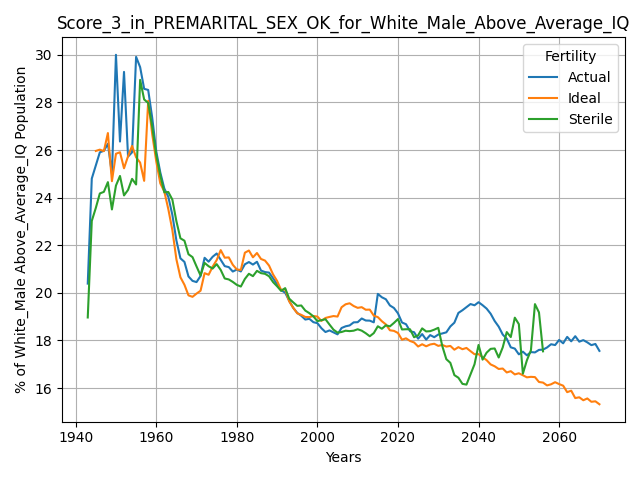 Score_3_in_PREMARITAL_SEX_OK_for_White_Male_Above_Average_IQ
% of White_Male Above_Average_IQ Population
30
28
26
24
22
20
18
16
Fertility
Actual
Ideal
Sterile
1940
1960
1980
2000
2020
2040
2060
Years